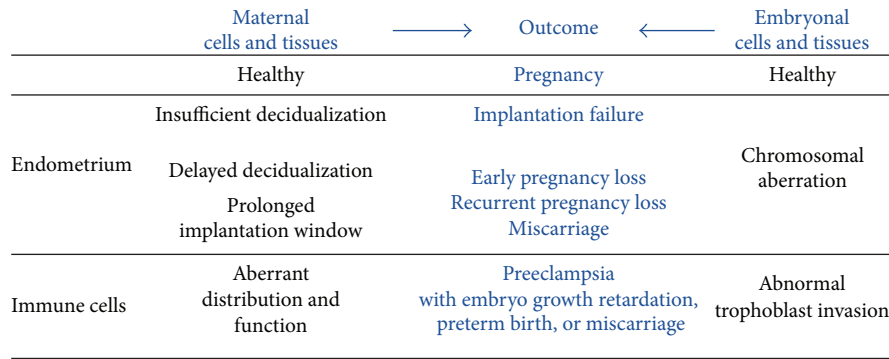 Maternal
cells and tissues
Outcome
Embryonal
cells and tissues
Healthy
Pregnancy
Healthy
Endometrium
Insufficient decidualization
Delayed decidualization
Prolonged
implantation window
Implantation failure
Early pregnancy loss
Recurrent pregnancy loss
Miscarriage
Chromosomal
aberration
Immune cells
Aberrant
distribution and
function
Preeclampsia
with embryo growth retardation,
preterm birth, or miscarriage
Abnormal
trophoblast invasion